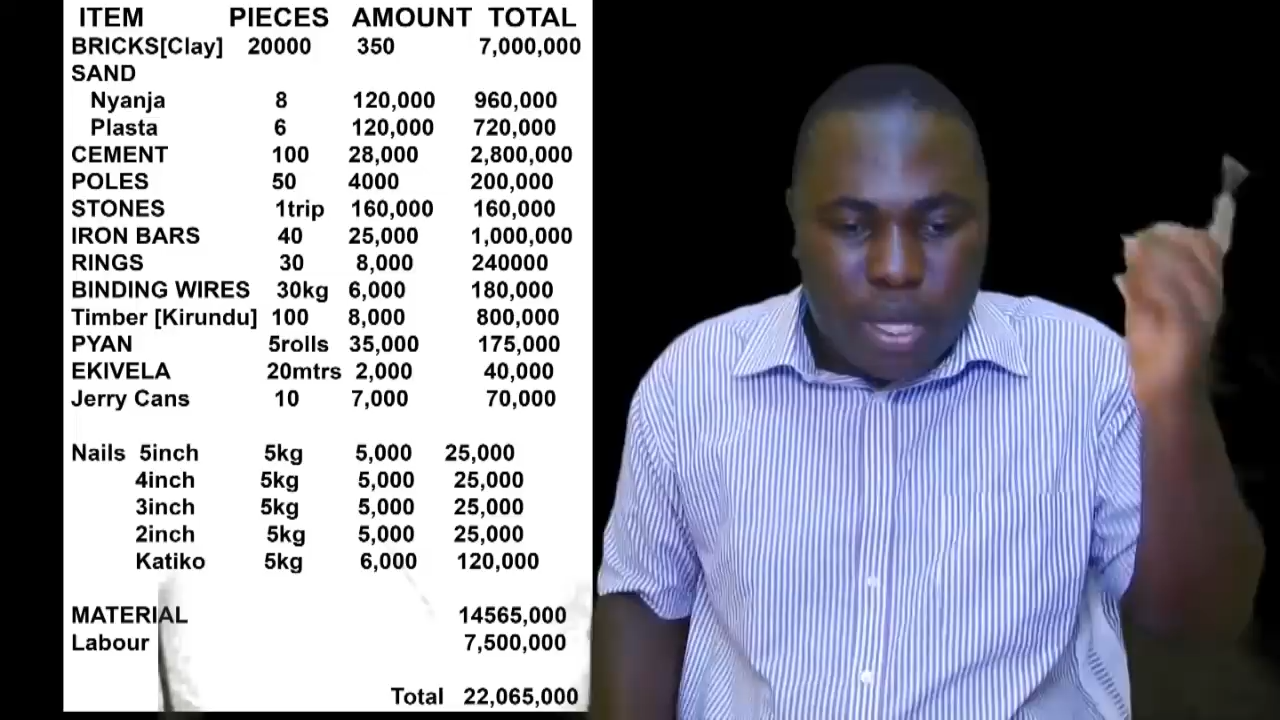 ITEM PIECES AMOUNT TOTAL
BRICKS[Clay] 20000 350 7,000,000
SAND
Nyanja 8 120,000 960,000
Plasta 6 120,000 720,000
CEMENT 100 28,000 2,800,000
POLES 50 4000 200,000
STONES 1trip 160,000 160,000
IRON BARS 40 25,000 1,000,000
RINGS 30 8,000 240000
BINDING WIRES 30kg 6,000 180,000
Timber [Kirundu] 100 8,000 800,000
PYAN 5rolls 35,000 175,000
EKIVELA 20mtrs 2,000 40,000
Jerry Cans 10 7,000 70,000
Nails 5inch 5kg 5,000 25,000
4inch 5kg 5,000 25,000
3inch 5kg 5,000 25,000
2inch 5kg 5,000 25,000
Katiko 5kg 6,000 120,000
MATERIAL 14565,000
Labour 7,500,000
Total 22,065,000